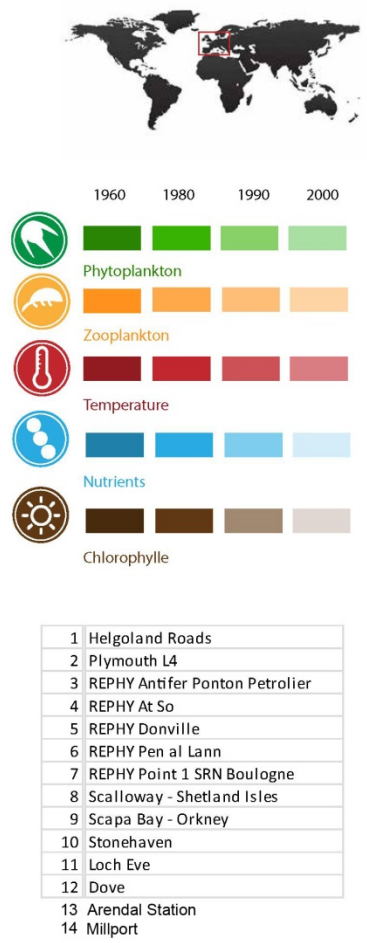 1960 1980 1990 2000
Phytoplankton
Zooplankton
Temperature
Nutrients
Chlorophylle
1 Helgoland Roads
2 Plymouth L4
3 REPHY Antifer Ponton Petrolier
4 REPHY At So
5 REPHY Donville
6 REPHY Pen al Lann
7 REPHY Point 1 SRN Boulogne
8 Scalloway - Shetland Isles
9 Scapa Bay - Orkney
10 Stonehaven
11 Loch Eve
12 Dove
13 Arendal Station
14 Millport